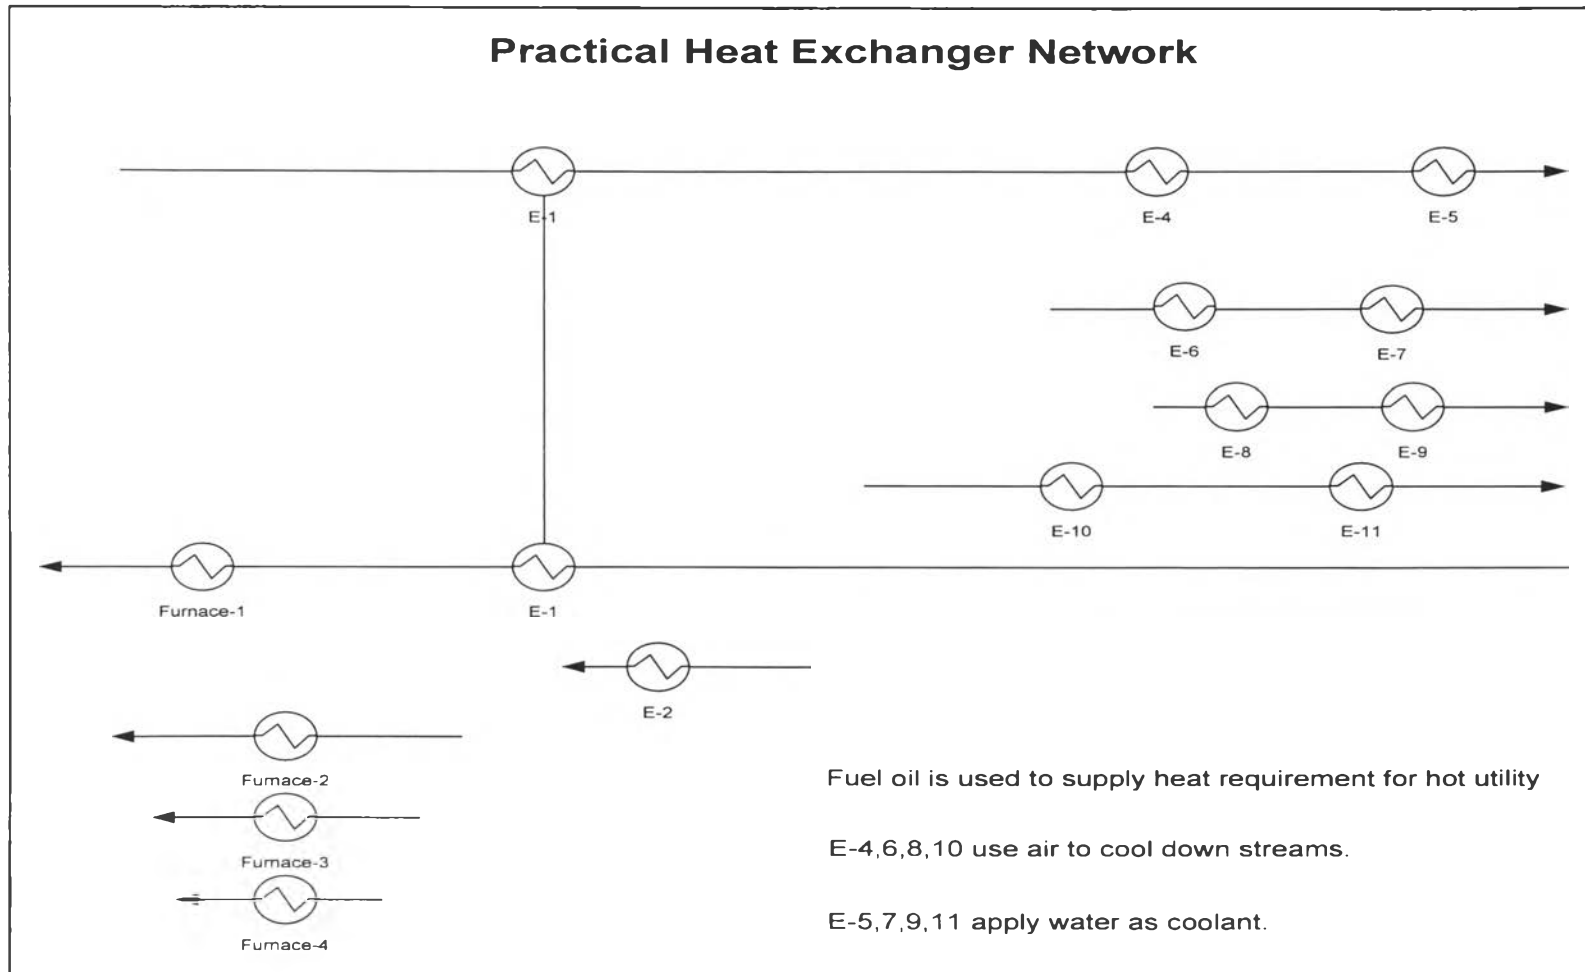 Practical Heat Exchanger Network
E-1
E-4
E-5
E-6
E-7
E-8
E-9
E-10
E-11
Furnace-1
E-1
E-2
Furnace-2
Fuel oil is used to supply heat requirement for hot utility
Furnace-3
E-4,6,8,10 use air to cool down streams.
Furnace-4
E-5,7,9,11 apply water as coolant.